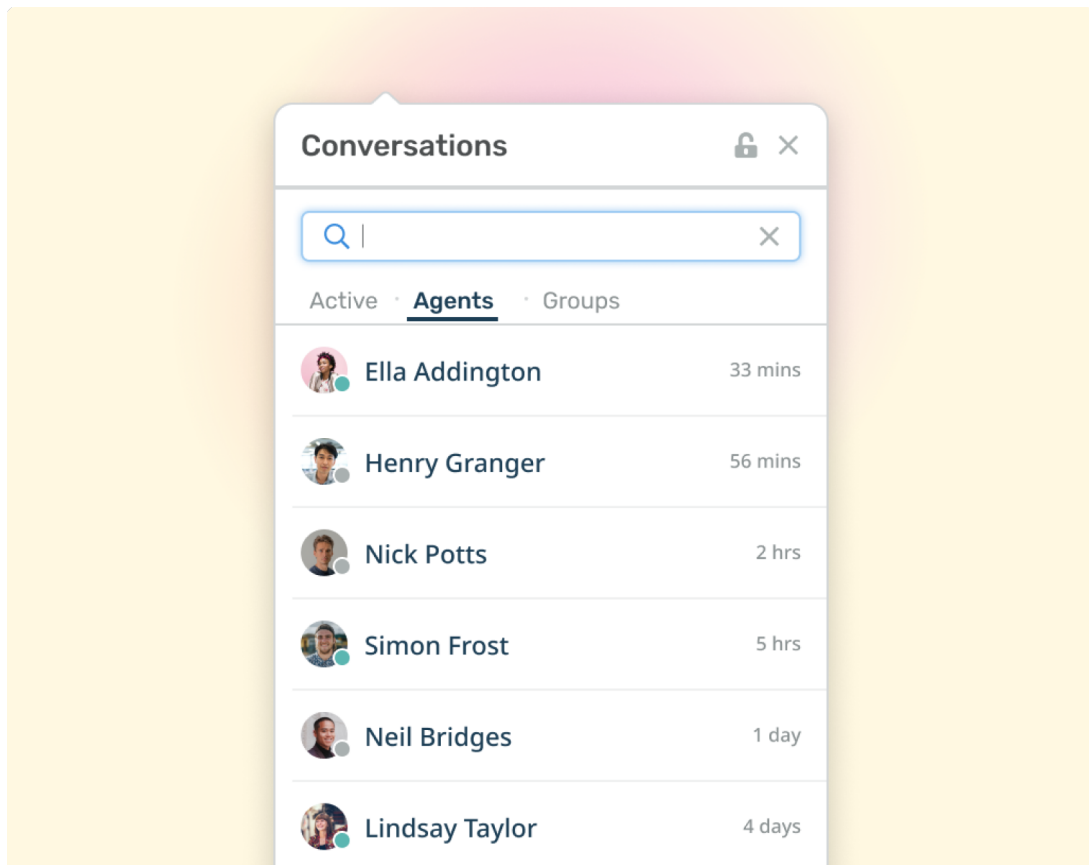 Conversations
Active · Agents · Groups
Ella Addington 33 mins
Henry Granger 56 mins
Nick Potts 2 hrs
Simon Frost 5 hrs
Neil Bridges 1 day
Lindsay Taylor 4 days